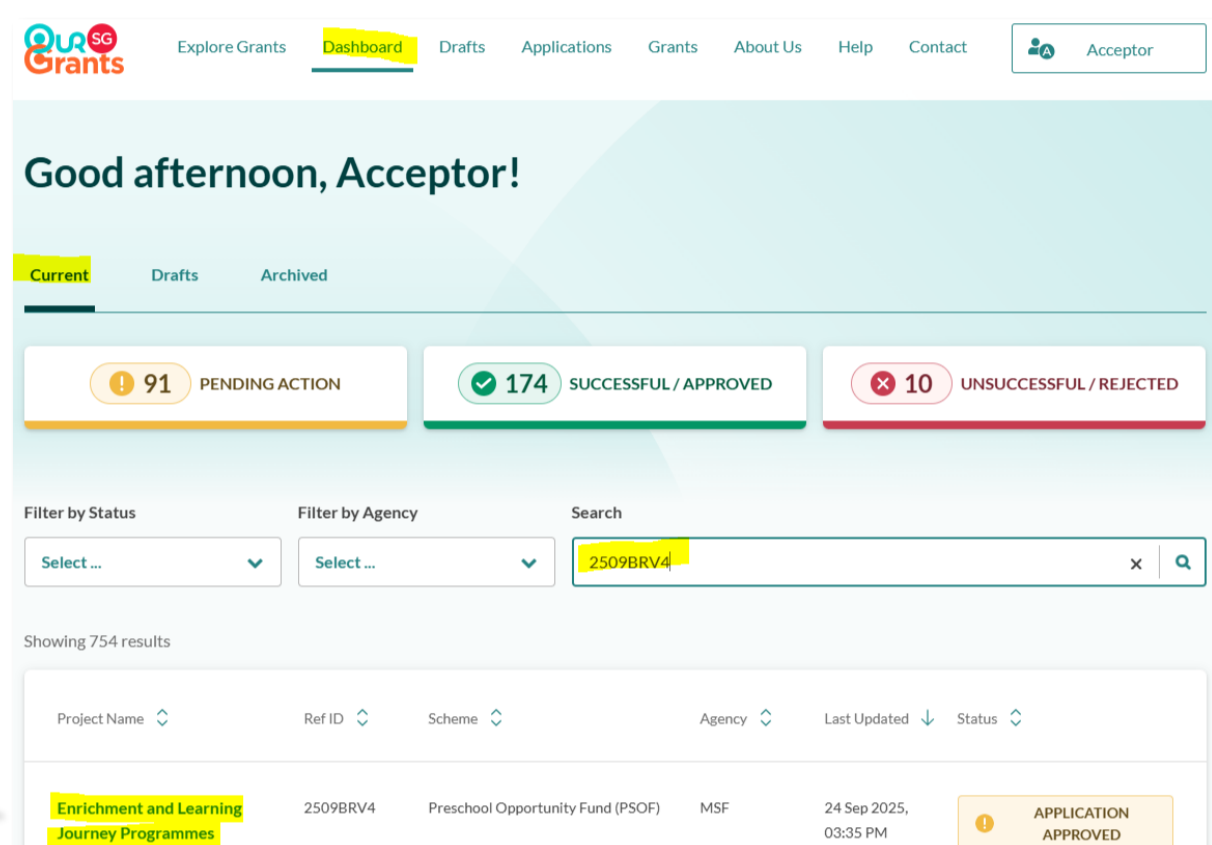 OUR SG
Grants
Explore Grants Dashboard Drafts Applications Grants About Us Help Contact A Acceptor
Good afternoon, Acceptor!
Current Drafts Archived
! 91 PENDING ACTION 174 SUCCESSFUL / APPROVED 10 UNSUCCESSFUL / REJECTED
Filter by Status Filter by Agency Search
Select ... Select ... 2509BRV4
Showing 754 results
Project Name Ref ID Scheme Agency Last Updated Status
Enrichment and Learning 2509BRV4 Preschool Opportunity Fund (PSOF) MSF 24 Sep 2025, ! APPLICATION
Journey Programmes 03:35 PM APPROVED